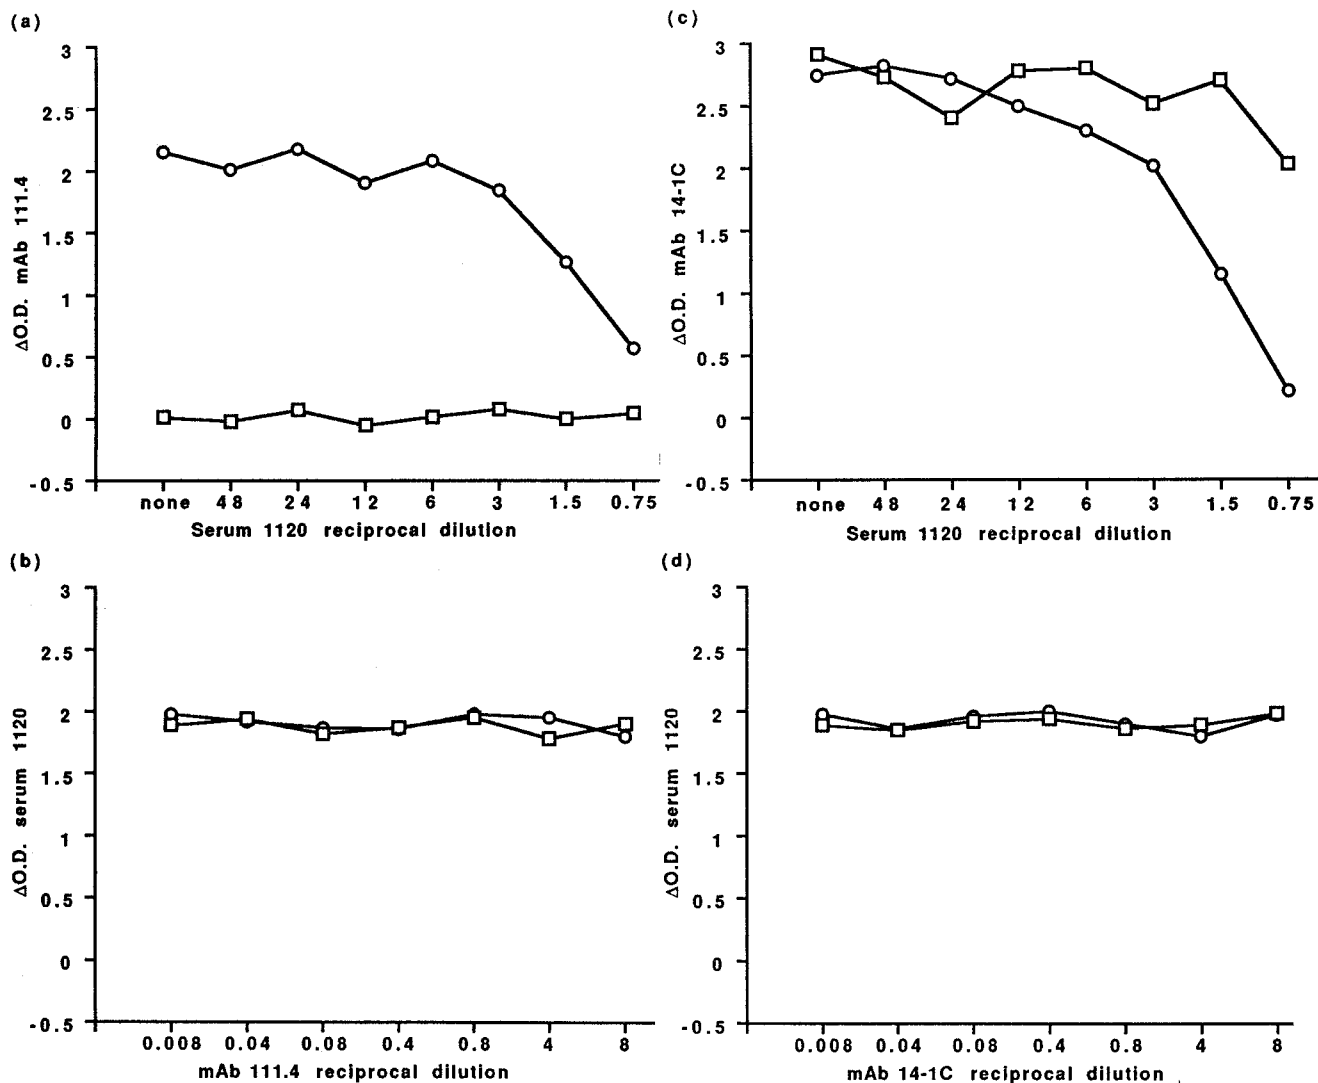 (a)
3
2.5
2
1.5
1
0.5
0
-0.5
ΔO.D. mAb 111.4
none 48 24 12 6 3 1.5 0.75
Serum 1120 reciprocal dilution
(c)
3
2.5
2
1.5
1
0.5
0
-0.5
ΔO.D. mAb 14-1C
none 48 24 12 6 3 1.5 0.75
Serum 1120 reciprocal dilution
(b)
3
2.5
2
1.5
1
0.5
0
-0.5
ΔO.D. serum 1120
0.008 0.04 0.08 0.4 0.8 4 8
mAb 111.4 reciprocal dilution
(d)
3
2.5
2
1.5
1
0.5
0
-0.5
ΔO.D. serum 1120
0.008 0.04 0.08 0.4 0.8 4 8
mAb 14-1C reciprocal dilution